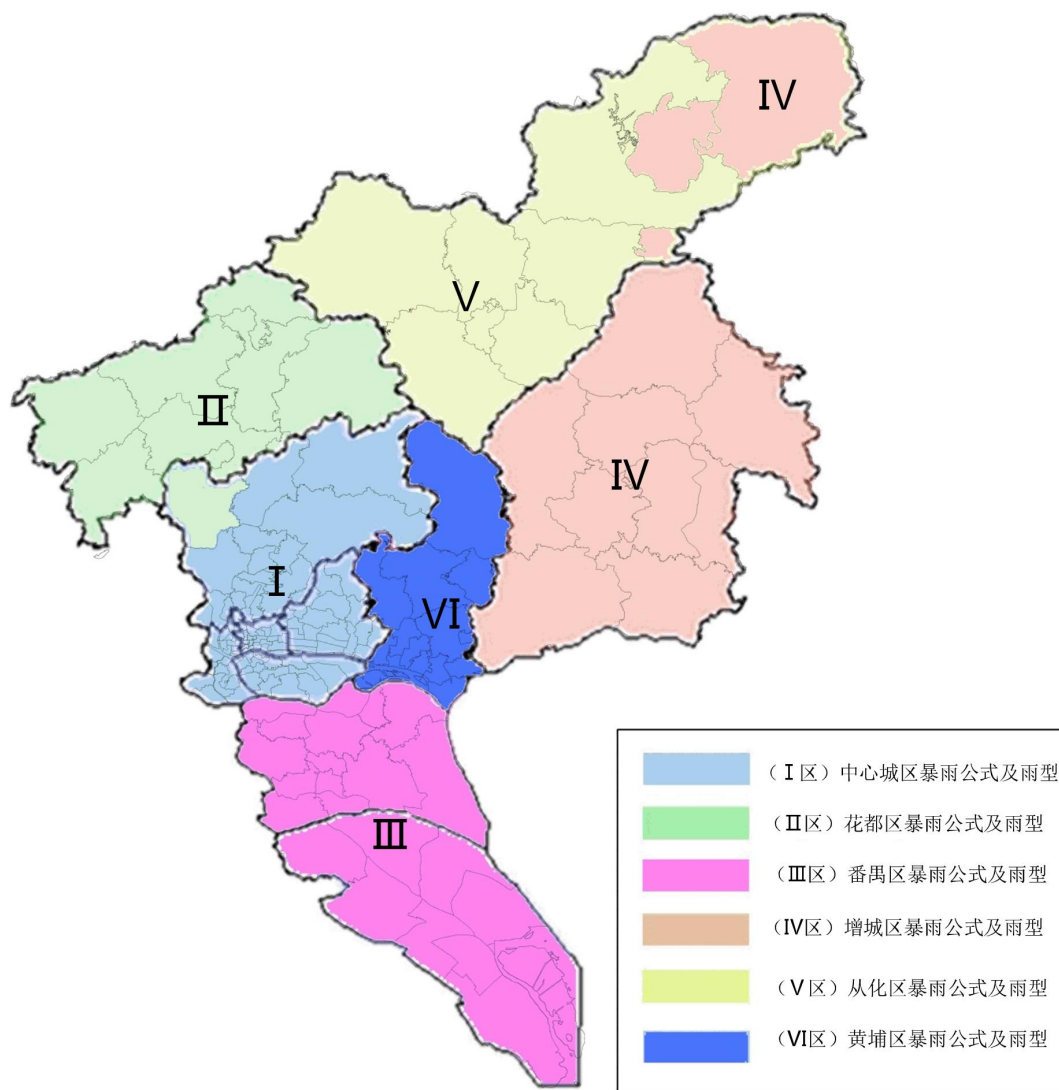 Ⅳ
Ⅴ
Ⅱ
Ⅳ
Ⅰ
Ⅵ
Ⅲ
（Ⅰ区）中心城区暴雨公式及雨型
（Ⅱ区）花都区暴雨公式及雨型
（Ⅲ区）番禺区暴雨公式及雨型
（Ⅳ区）增城区暴雨公式及雨型
（Ⅴ区）从化区暴雨公式及雨型
（Ⅵ区）黄埔区暴雨公式及雨型